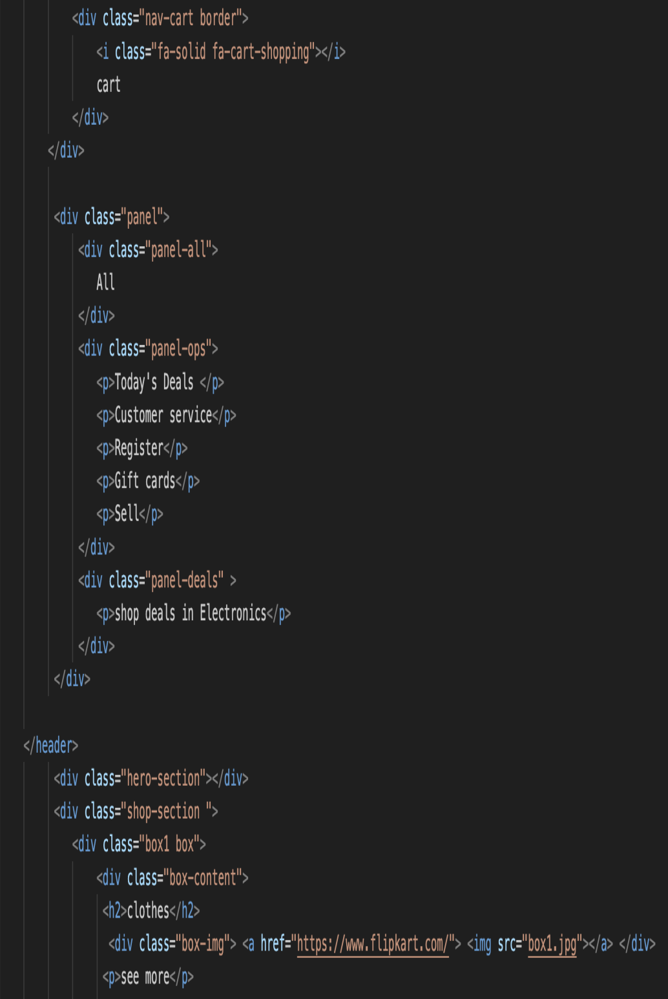 <div class="nav-cart border">
<i class="fa-solid fa-cart-shopping"></i>
cart
</div>
</div>
<div class="panel">
<div class="panel-all">
All
</div>
<div class="panel-ops">
<p>Today's Deals </p>
<p>Customer service</p>
<p>Register</p>
<p>Gift cards</p>
<p>Sell</p>
</div>
<div class="panel-deals" >
<p>shop deals in Electronics</p>
</div>
</div>
</header>
<div class="hero-section"></div>
<div class="shop-section ">
<div class="box1 box">
<div class="box-content">
<h2>clothes</h2>
<div class="box-img"> <a href="https://www.flipkart.com/"> <img src="box1.jpg"></a> </div>
<p>see more</p>